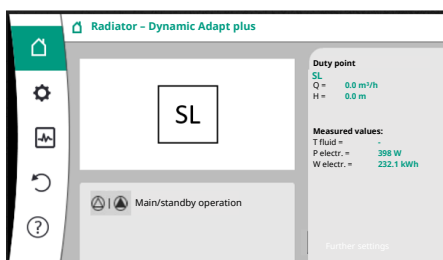 Radiator – Dynamic Adapt plus
SL
Main/standby operation
Duty point
SL
Q = 0.0 m³/h
H = 0.0 m
Measured values:
T fluid = -
P electr. = 398 W
W electr. = 232.1 kWh
Further settings